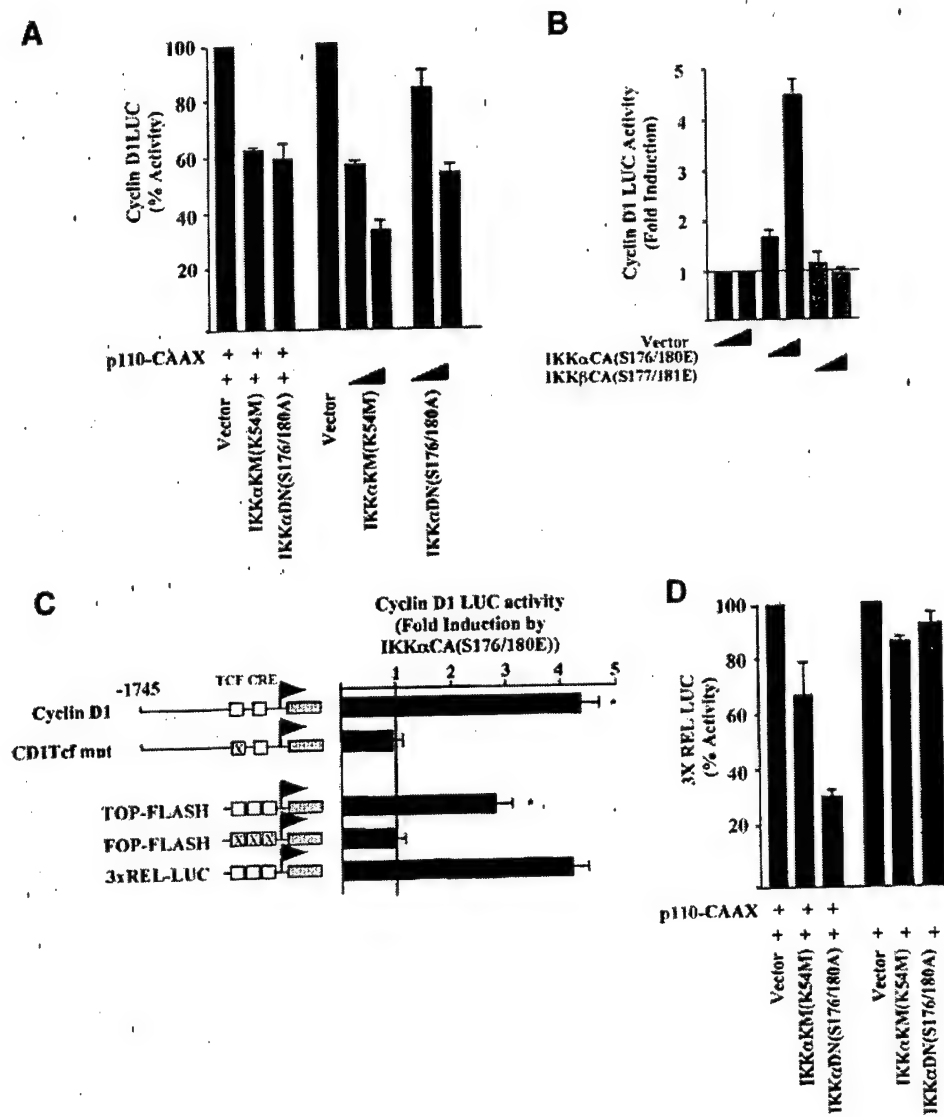 A
Cyclin D1LUC
(% Activity)
100
80
60
40
20
p110-CAAX + + +
+ + +
Vector
IKKαKM(K54M)
IKKαDN(S176/180A)
Vector
IKKαKM(K54M)
IKKαDN(S176/180A)
B
Cyclin D1 LUC Activity
(Fold Induction)
5
4
3
2
1
Vector
IKKαCA(S176/180E)
IKKβCA(S177/181E)
C
Cyclin D1 LUC activity
(Fold Induction by
IKKαCA(S176/180E))
1 2 3 4 5
-1745
TCF CRE
Cyclin D1
*
CD1Tcf mut
X
TOP-FLASH
*
FOP-FLASH
X X X
3xREL-LUC
D
3X REL LUC
(% Activity)
100
80
60
40
20
p110-CAAX + + +
+ + + + + +
Vector
IKKαKM(K54M)
IKKαDN(S176/180A)
Vector
IKKαKM(K54M)
IKKαDN(S176/180A)